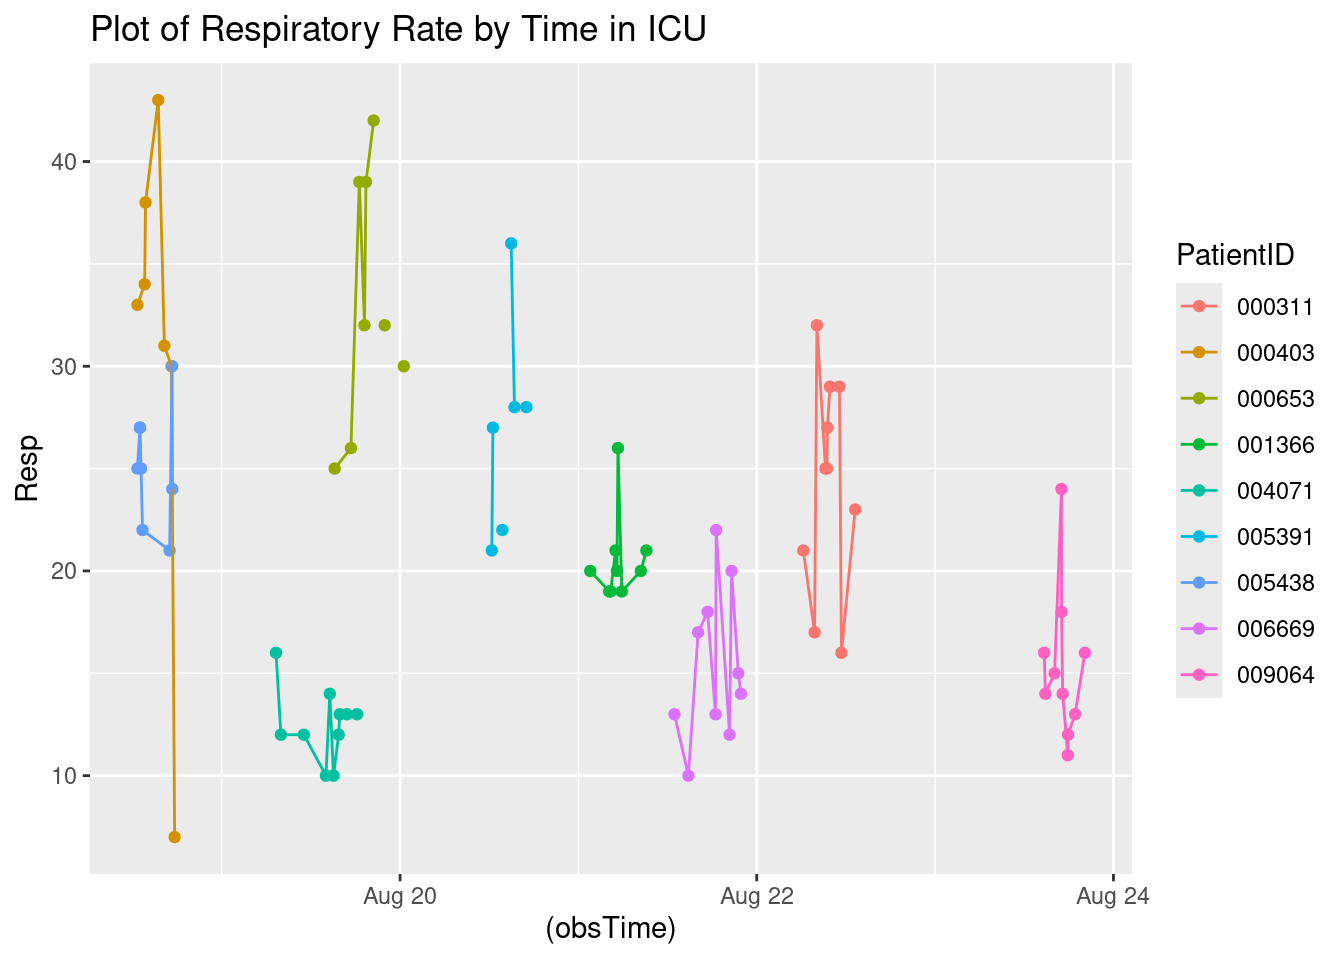 Plot of Respiratory Rate by Time in ICU
40
30
20
10
Resp
Aug 20
Aug 22
Aug 24
(obsTime)
PatientID
000311
000403
000653
001366
004071
005391
005438
006669
009064